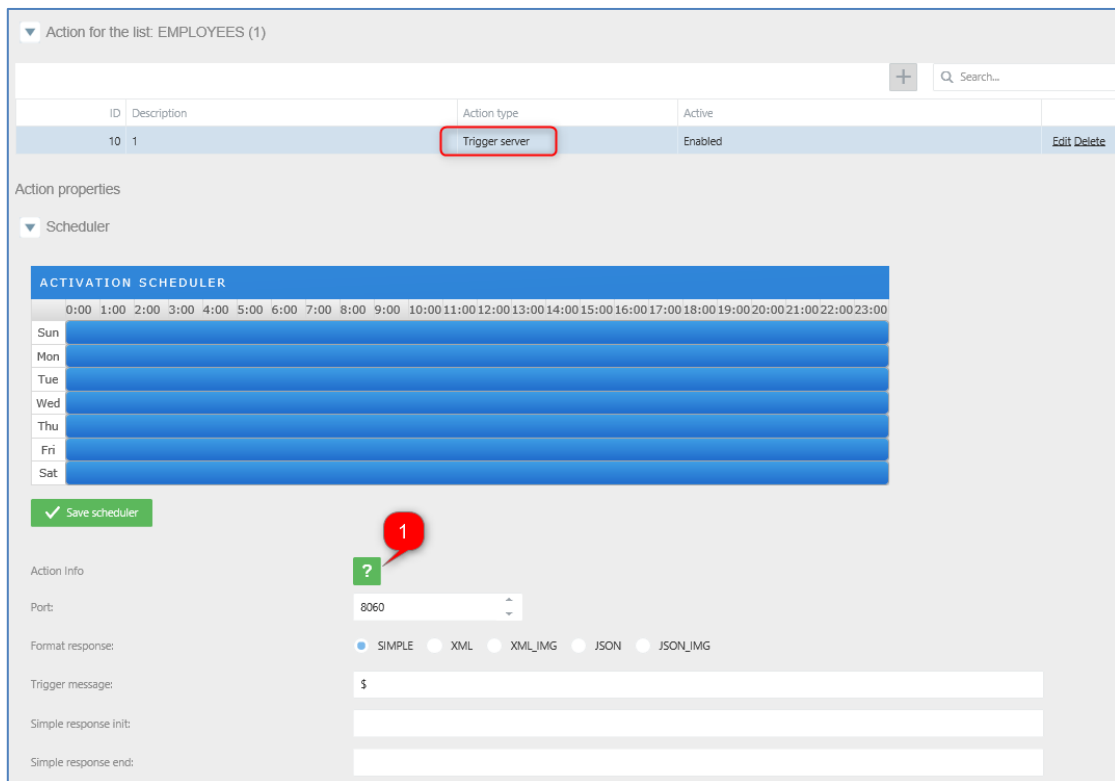 Action for the list: EMPLOYEES (1)
+ Search...
ID Description Action type Active
10 1 Trigger server Enabled Edit Delete
Action properties
Scheduler
ACTIVATION SCHEDULER
0:00 1:00 2:00 3:00 4:00 5:00 6:00 7:00 8:00 9:00 10:00 11:00 12:00 13:00 14:00 15:00 16:00 17:00 18:00 19:00 20:00 21:00 22:00 23:00
Sun
Mon
Tue
Wed
Thu
Fri
Sat
Save scheduler
1
Action Info ?
Port: 8060
Format response: SIMPLE XML XML_IMG JSON JSON_IMG
Trigger message: $
Simple response init:
Simple response end: